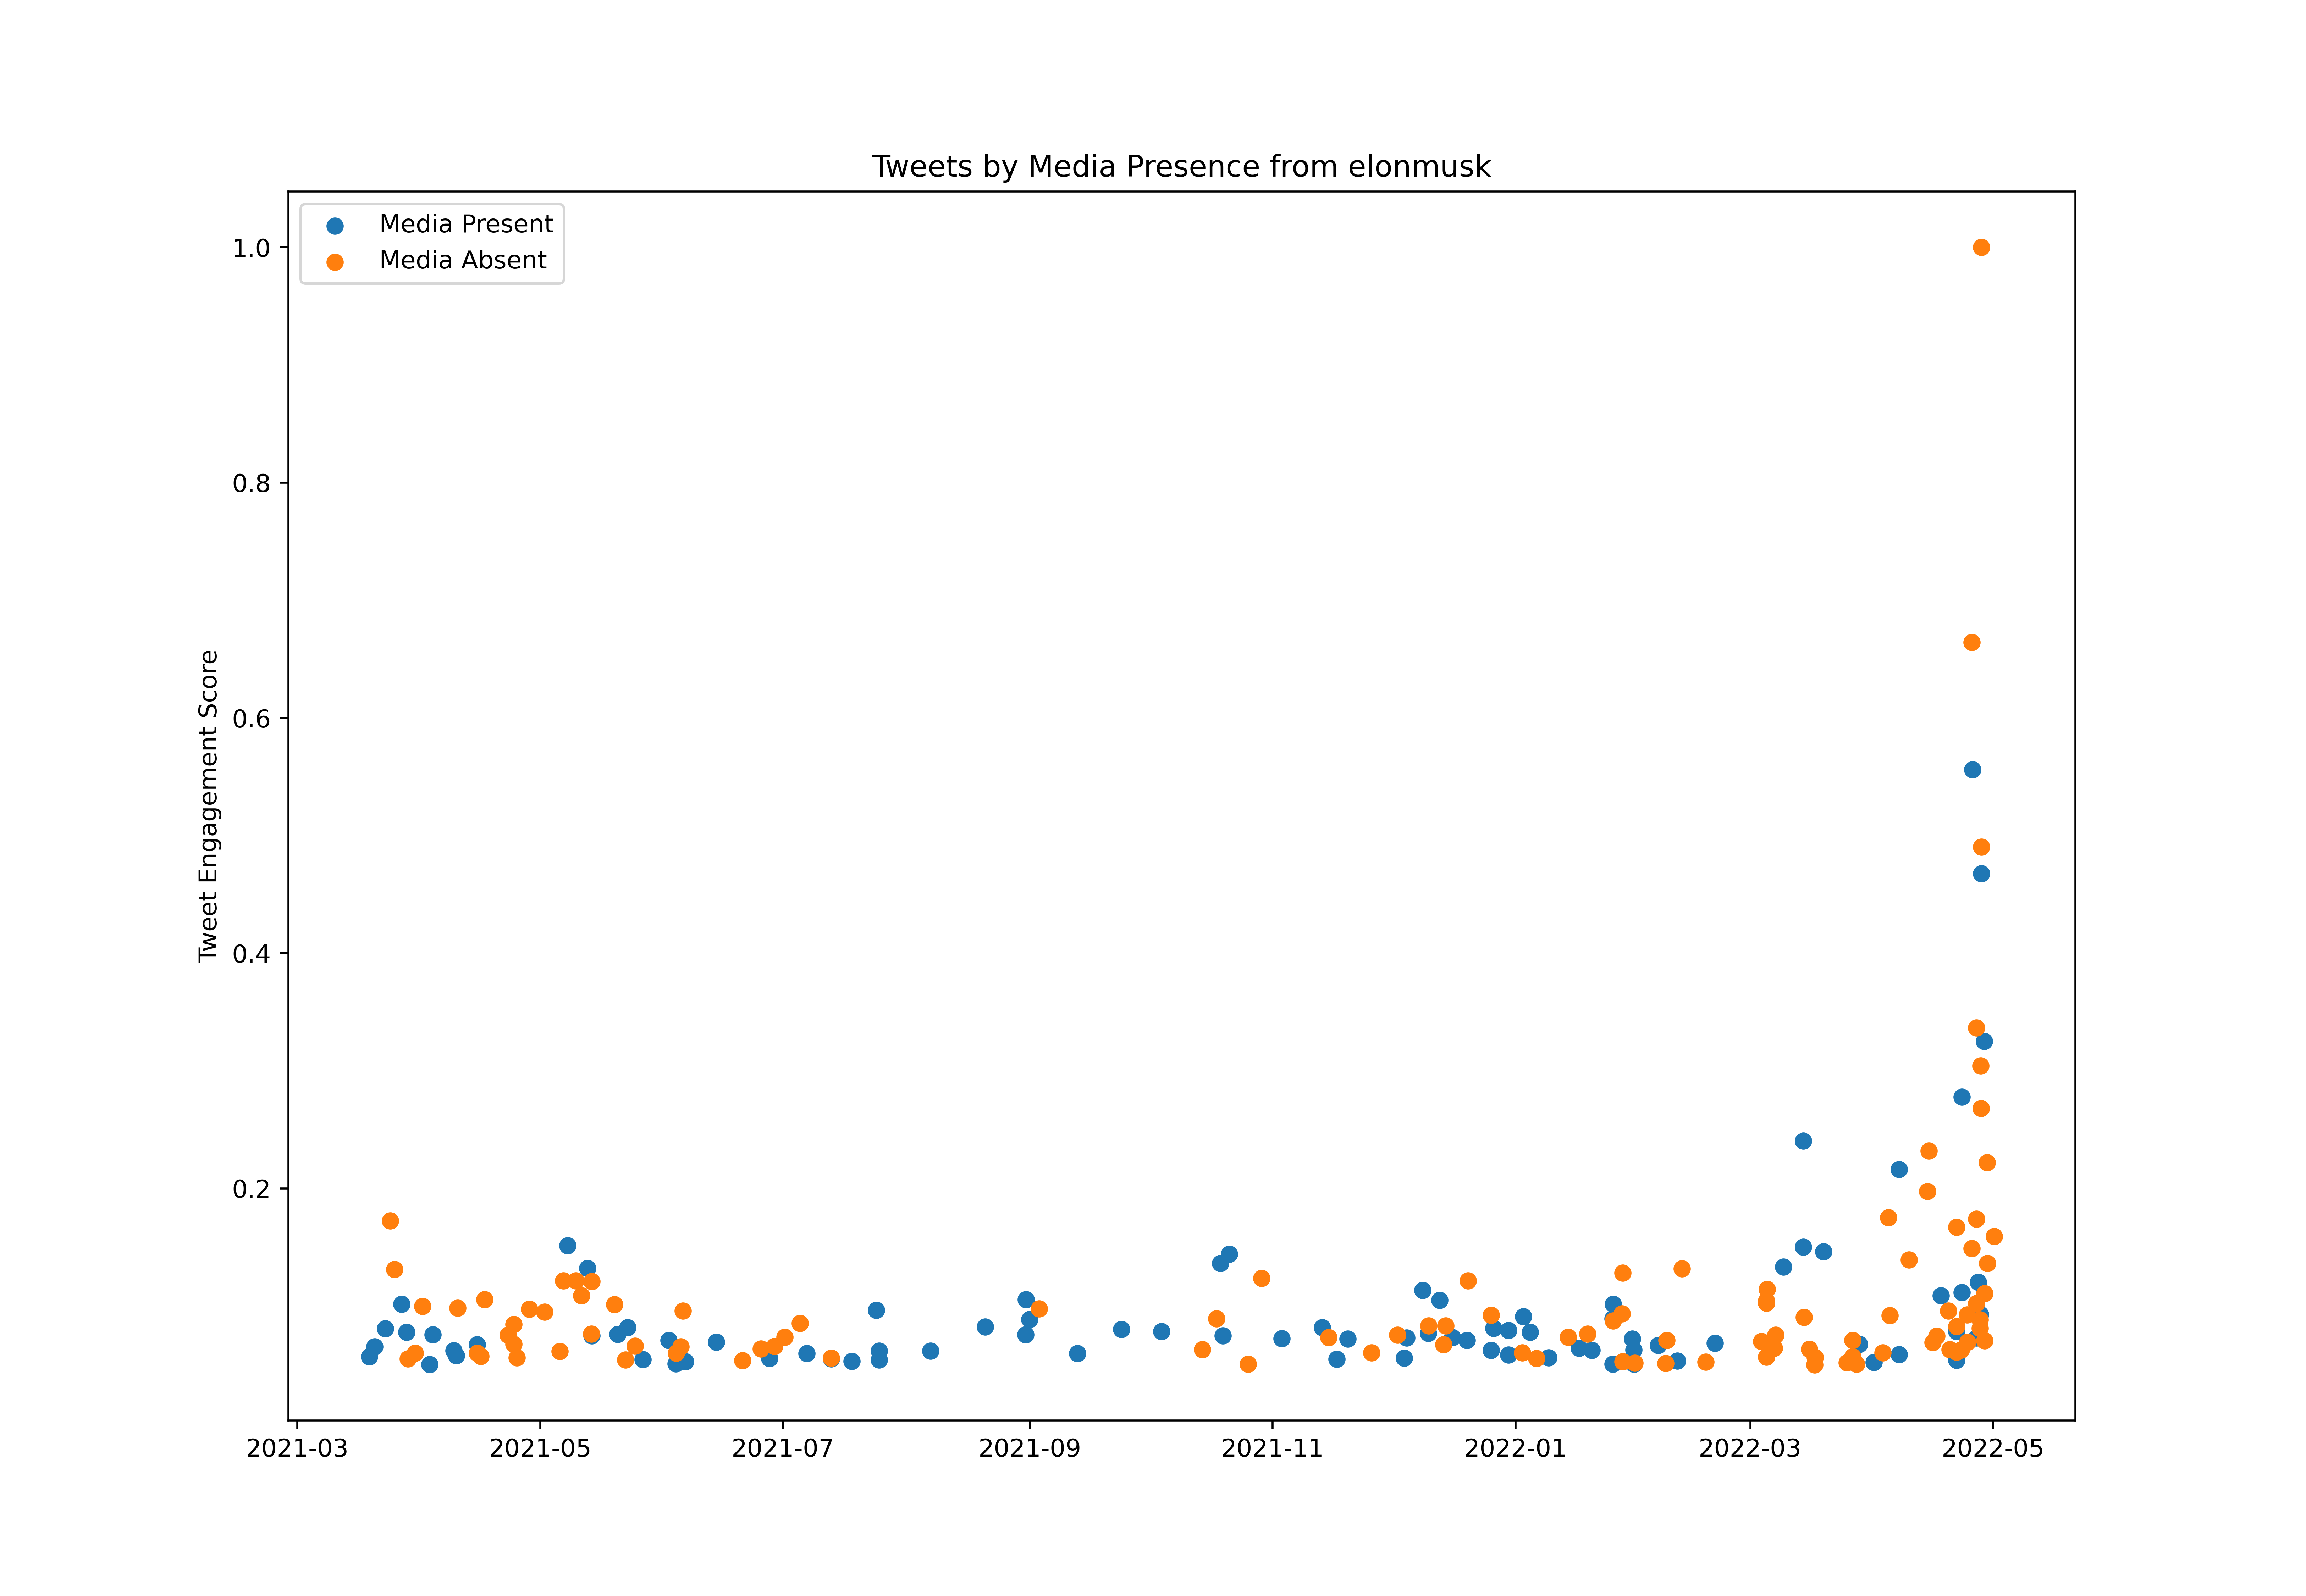 Tweets by Media Presence from elonmusk
Media Present
Media Absent
1.0
0.8
0.6
0.4
0.2
Tweet Engagement Score
2021-03 2021-05 2021-07 2021-09 2021-11 2022-01 2022-03 2022-05